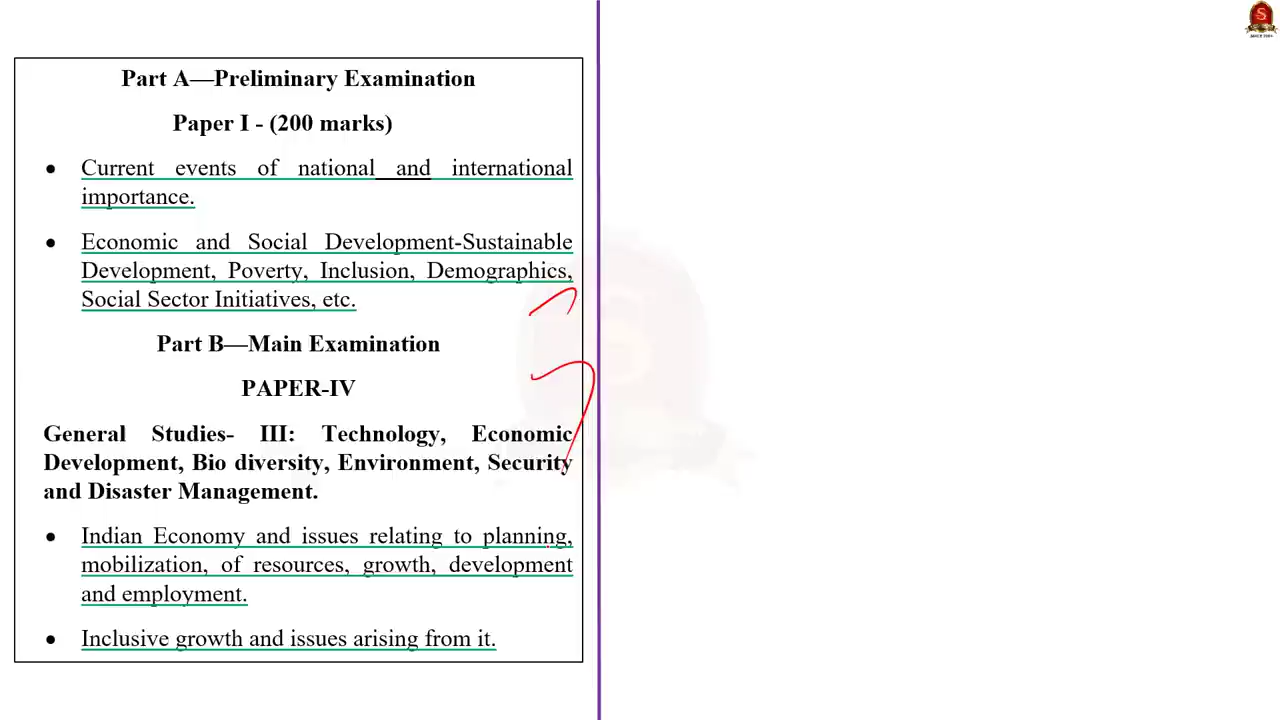 Part A—Preliminary Examination
Paper I - (200 marks)
• Current events of national and international
importance.
• Economic and Social Development-Sustainable
Development, Poverty, Inclusion, Demographics,
Social Sector Initiatives, etc.
Part B—Main Examination
PAPER-IV
General Studies- III: Technology, Economic
Development, Bio diversity, Environment, Security
and Disaster Management.
• Indian Economy and issues relating to planning,
mobilization, of resources, growth, development
and employment.
• Inclusive growth and issues arising from it.